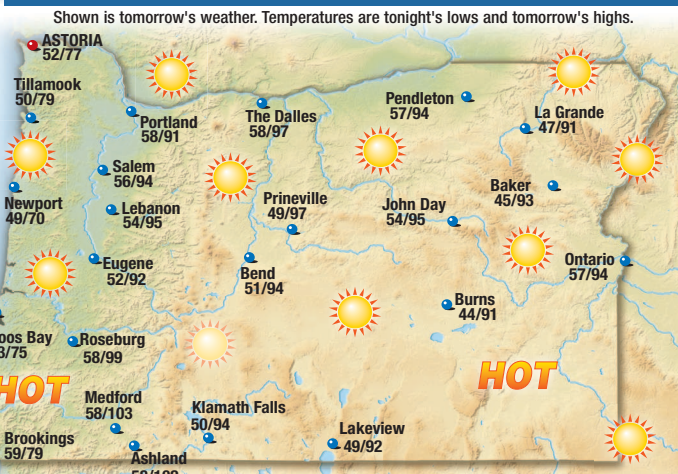 Shown is tomorrow's weather. Temperatures are tonight's lows and tomorrow's highs.
ASTORIA
52/77
Tillamook
50/79
Portland
58/91
The Dalles
58/97
Pendleton
57/94
La Grande
47/91
Salem
56/94
Newport
49/70
Lebanon
54/95
Prineville
49/97
John Day
54/95
Baker
45/93
Eugene
52/92
Bend
51/94
Ontario
57/94
Burns
44/91
oos Bay
/75
Roseburg
58/99
HOT
HOT
Medford
58/103
Klamath Falls
50/94
Lakeview
49/92
Brookings
59/79
Ashland